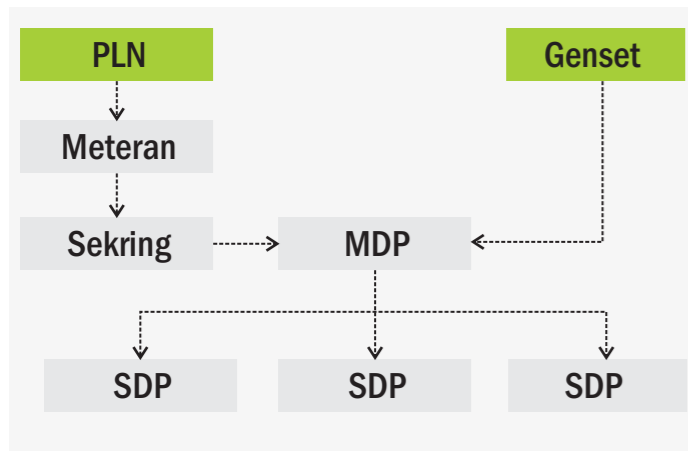 PLN
Genset
Meteran
Sekring
MDP
SDP
SDP
SDP